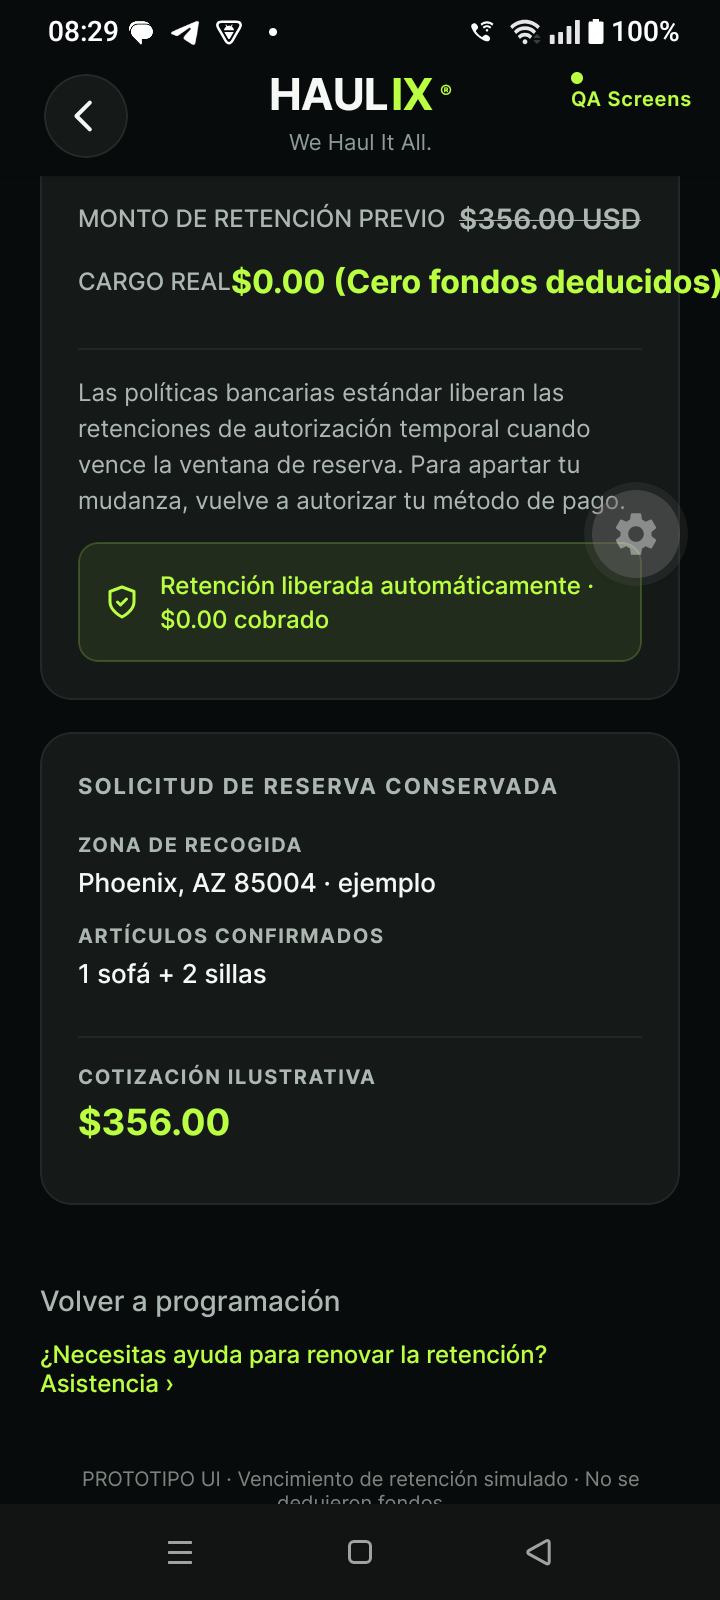 08:29
100%
HAULIX ®
QA Screens
We Haul It All.
MONTO DE RETENCIÓN PREVIO $356.00 USD
CARGO REAL $0.00 (Cero fondos deducidos)
Las políticas bancarias estándar liberan las
retenciones de autorización temporal cuando
vence la ventana de reserva. Para apartar tu
mudanza, vuelve a autorizar tu método de pago.
Retención liberada automáticamente ·
$0.00 cobrado
SOLICITUD DE RESERVA CONSERVADA
ZONA DE RECOGIDA
Phoenix, AZ 85004 · ejemplo
ARTÍCULOS CONFIRMADOS
1 sofá + 2 sillas
COTIZACIÓN ILUSTRATIVA
$356.00
Volver a programación
¿Necesitas ayuda para renovar la retención?
Asistencia ›
PROTOTIPO UI · Vencimiento de retención simulado · No se
dedujeron fondos